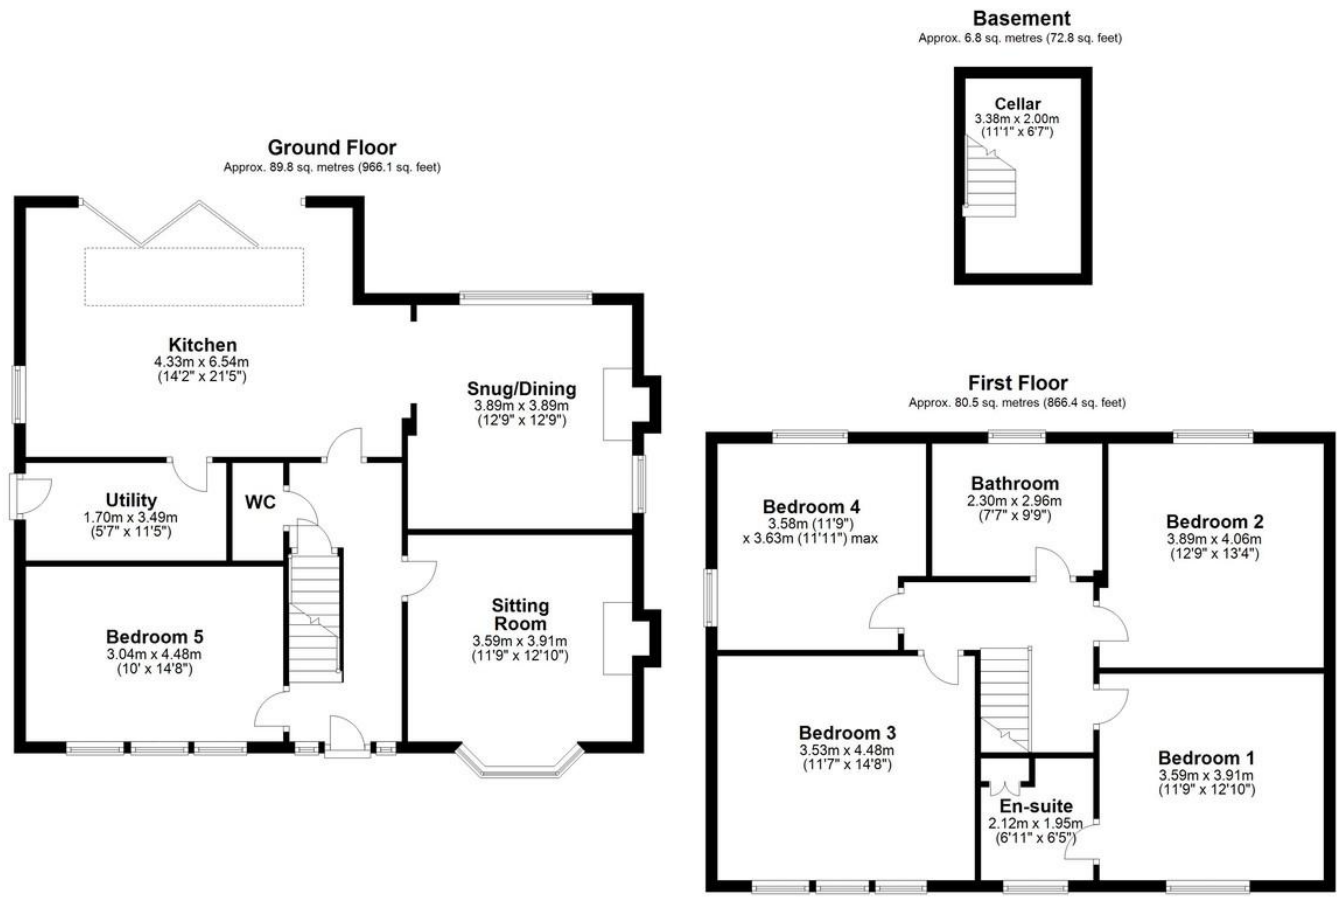 Basement
Approx. 6.8 sq. metres (72.8 sq. feet)
Cellar
3.38m x 2.00m
(11'1" x 6'7")
Ground Floor
Approx. 89.8 sq. metres (966.1 sq. feet)
Kitchen
4.33m x 6.54m
(14'2" x 21'5")
Snug/Dining
3.89m x 3.89m
(12'9" x 12'9")
Utility
1.70m x 3.49m
(5'7" x 11'5")
WC
Bedroom 5
3.04m x 4.48m
(10' x 14'8")
Sitting
Room
3.59m x 3.91m
(11'9" x 12'10")
First Floor
Approx. 80.5 sq. metres (866.4 sq. feet)
Bedroom 4
3.58m (11'9")
x 3.63m (11'11") max
Bathroom
2.30m x 2.96m
(7'7" x 9'9")
Bedroom 2
3.89m x 4.06m
(12'9" x 13'4")
Bedroom 3
3.53m x 4.48m
(11'7" x 14'8")
En-suite
2.12m x 1.95m
(6'11" x 6'5")
Bedroom 1
3.59m x 3.91m
(11'9" x 12'10")